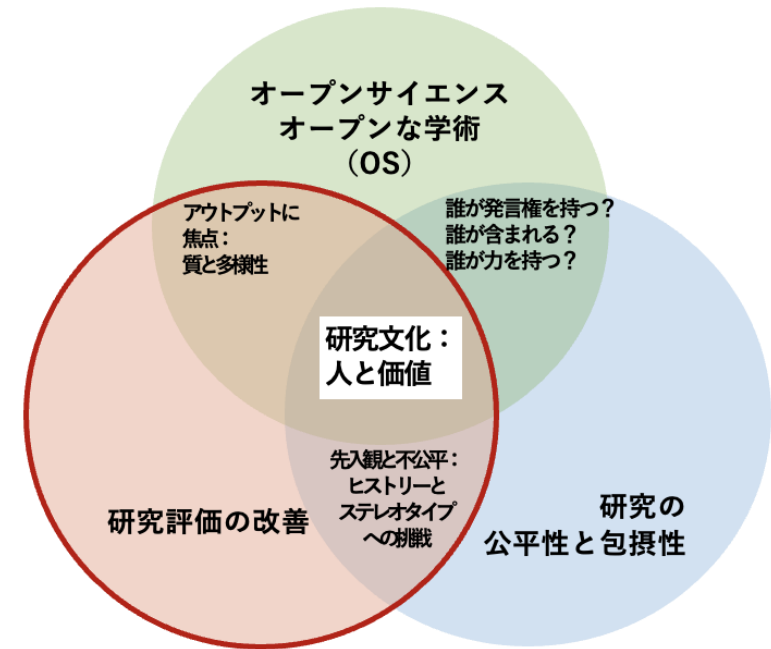 オープンサイエンス
オープンな学術
（OS）
アウトプットに
焦点：
質と多様性
誰が発言権を持つ？
誰が含まれる？
誰が力を持つ？
研究文化：
人と価値
先入観と不公平：
ヒストリーと
ステレオタイプ
への挑戦
研究評価の改善
研究の
公平性と包摂性